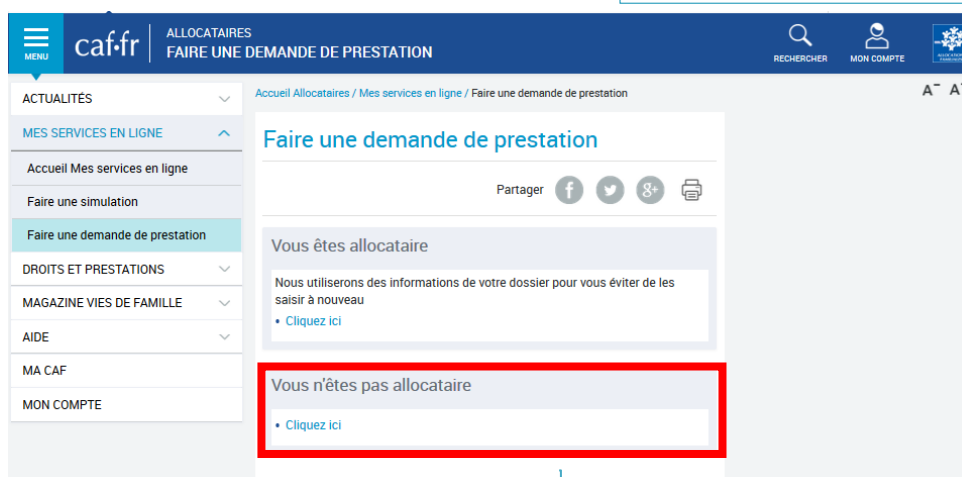 MENU
caf.fr
ALLOCATAIRES
FAIRE UNE DEMANDE DE PRESTATION
RECHERCHER
MON COMPTE
ACTUALITÉS
MES SERVICES EN LIGNE
Accueil Mes services en ligne
Faire une simulation
Faire une demande de prestation
DROITS ET PRESTATIONS
MAGAZINE VIES DE FAMILLE
AIDE
MA CAF
MON COMPTE
Accueil Allocataires / Mes services en ligne / Faire une demande de prestation
A⁻ A
Faire une demande de prestation
Partager
Vous êtes allocataire
Nous utiliserons des informations de votre dossier pour vous éviter de les
saisir à nouveau
• Cliquez ici
Vous n'êtes pas allocataire
• Cliquez ici